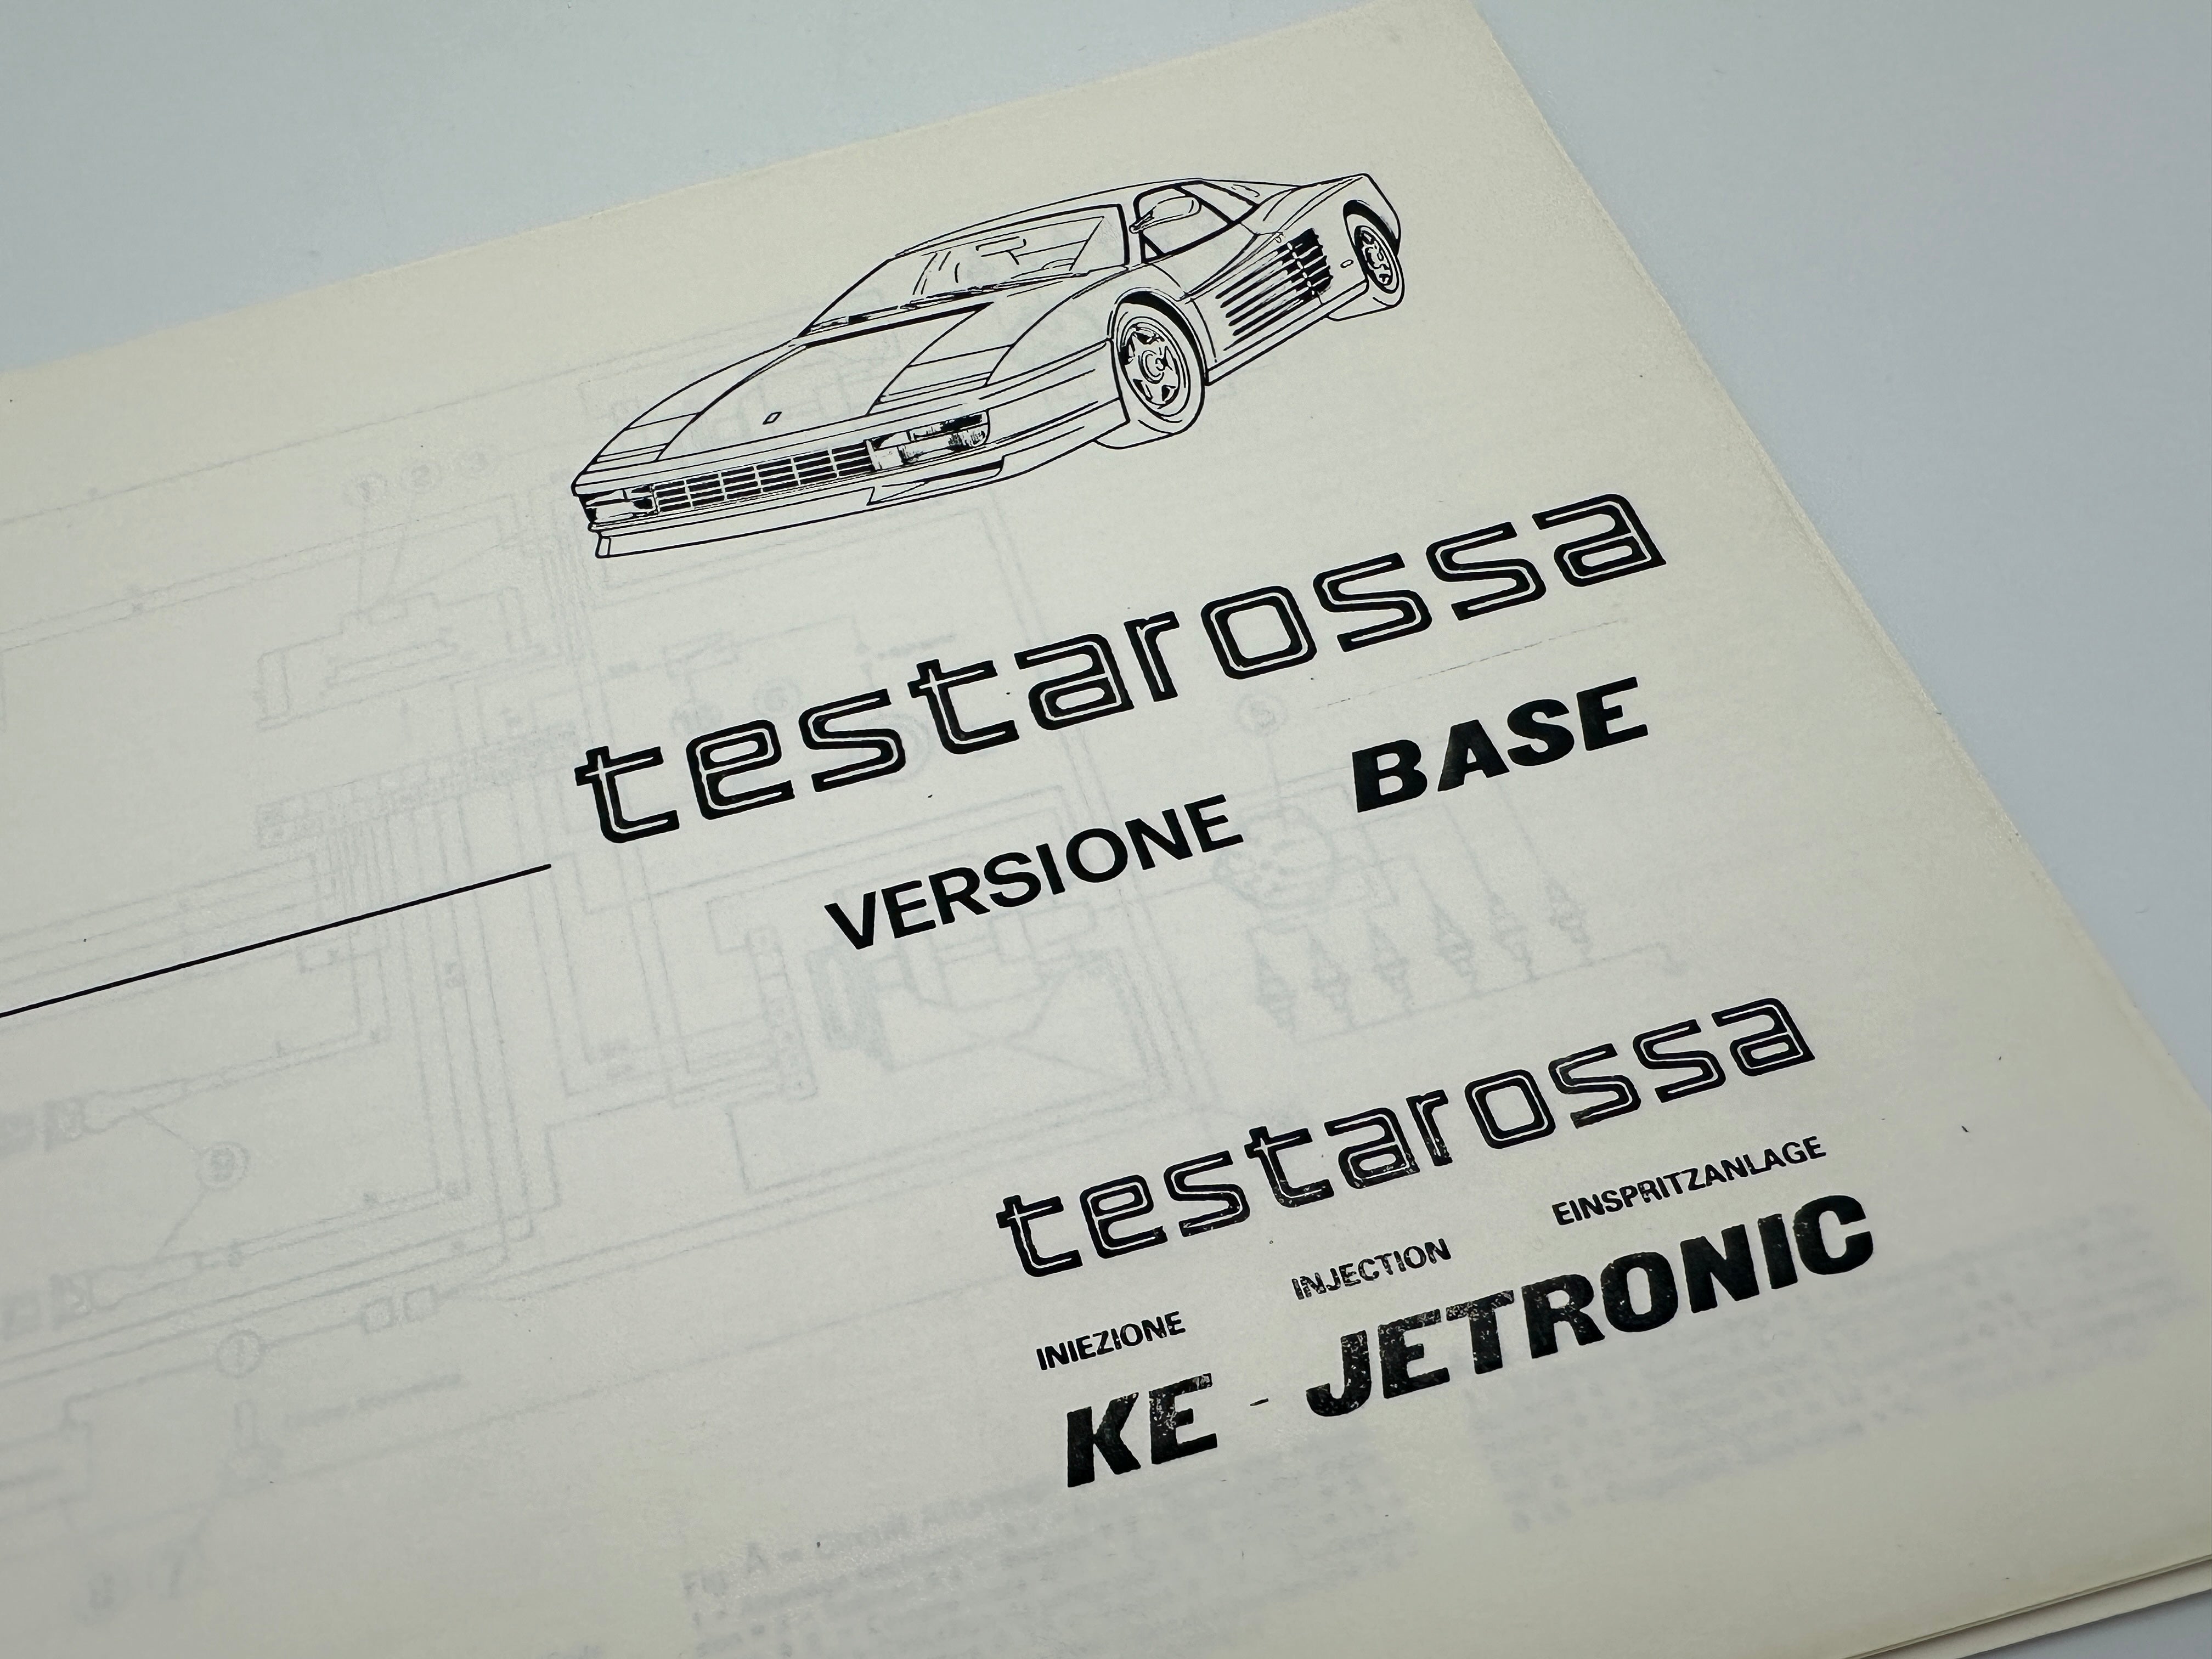 testarossa
VERSIONE BASE
testarossa
INIEZIONE INJECTION EINSPRITZANLAGE
KE - JETRONIC